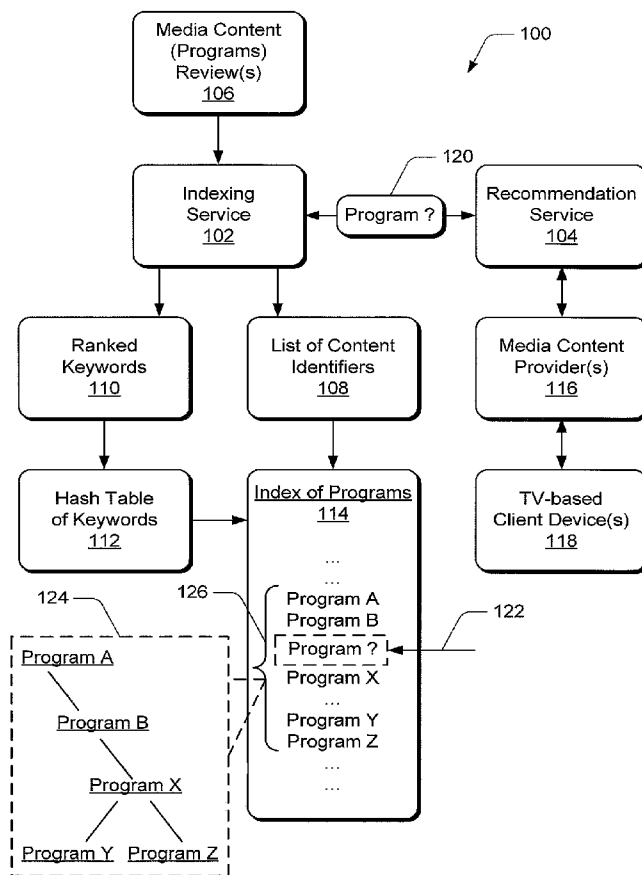 Media Content
(Programs)
Review(s)
106
100
120
Indexing
Service
102
Program ?
Recommendation
Service
104
Ranked
Keywords
110
List of Content
Identifiers
108
Media Content
Provider(s)
116
Hash Table
of Keywords
112
Index of Programs
114
...
...
Program A
Program B
Program ?
Program X
...
Program Y
Program Z
...
...
TV-based
Client Device(s)
118
124
126
122
Program A
Program B
Program X
Program Y
Program Z